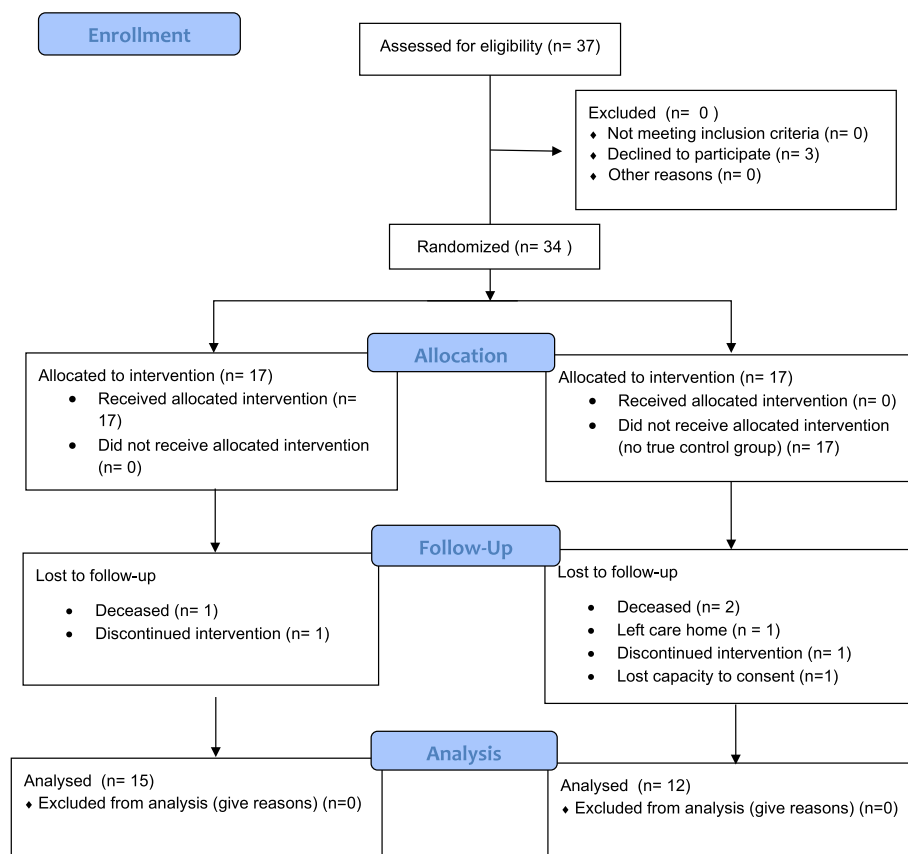 Enrollment
Assessed for eligibility (n= 37)
Excluded (n= 0 )
♦ Not meeting inclusion criteria (n= 0)
♦ Declined to participate (n= 3)
♦ Other reasons (n= 0)
Randomized (n= 34 )
Allocation
Allocated to intervention (n= 17)
• Received allocated intervention (n=
17)
• Did not receive allocated intervention
(n= 0)
Allocated to intervention (n= 17)
• Received allocated intervention (n= 0)
• Did not receive allocated intervention
(no true control group) (n= 17)
Follow-Up
Lost to follow-up
• Deceased (n= 1)
• Discontinued intervention (n= 1)
Lost to follow-up
• Deceased (n= 2)
• Left care home (n = 1)
• Discontinued intervention (n= 1)
• Lost capacity to consent (n=1)
Analysis
Analysed (n= 15)
♦ Excluded from analysis (give reasons) (n=0)
Analysed (n= 12)
♦ Excluded from analysis (give reasons) (n=0)